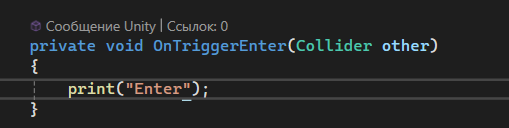 Сообщение Unity | Ссылок: 0
private void OnTriggerEnter(Collider other)
{
print("Enter");
}